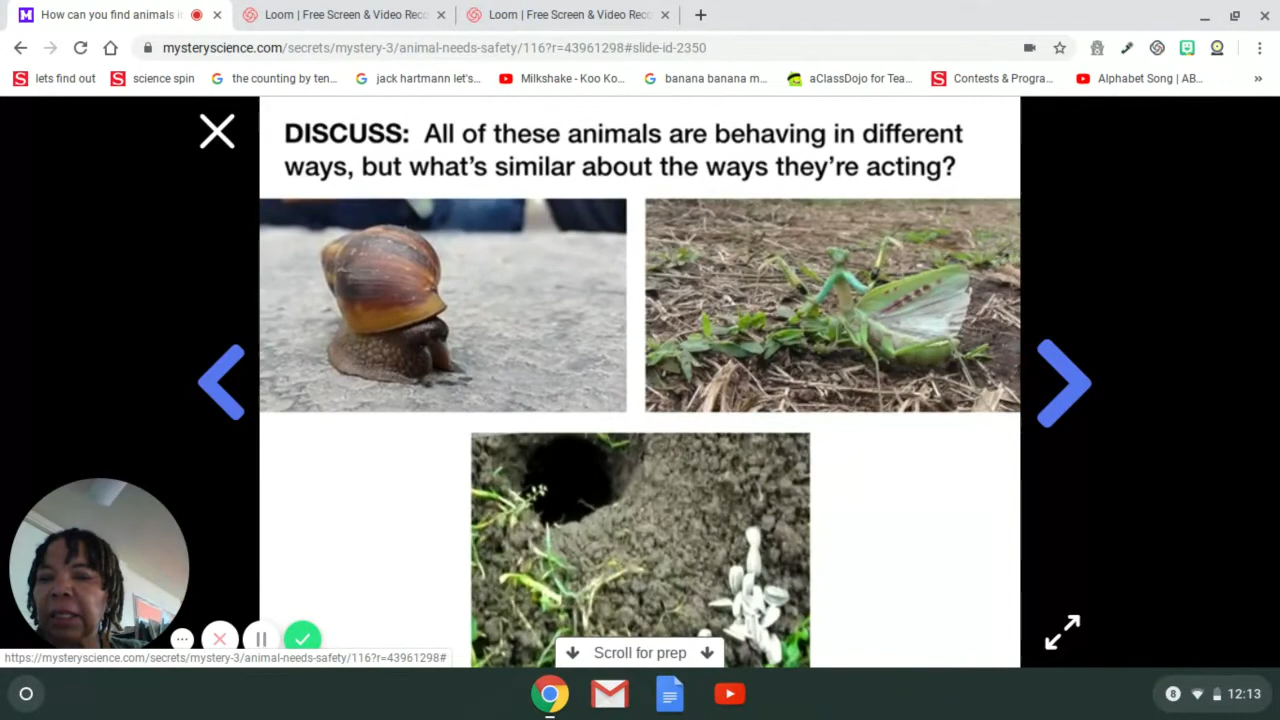 How can you find animals i
Loom | Free Screen & Video Reco
Loom | Free Screen & Video Reco
mysteryscience.com/secrets/mystery-3/animal-needs-safety/116?r=43961298#slide-id-2350
lets find out
science spin
the counting by ten...
jack hartmann let's...
Milkshake - Koo Ko...
banana banana m...
aClassDojo for Tea...
Contests & Progra...
Alphabet Song | AB...
DISCUSS: All of these animals are behaving in different
ways, but what's similar about the ways they're acting?
Scroll for prep
https://mysteryscience.com/secrets/mystery-3/animal-needs-safety/116?r=43961298#
8
12:13